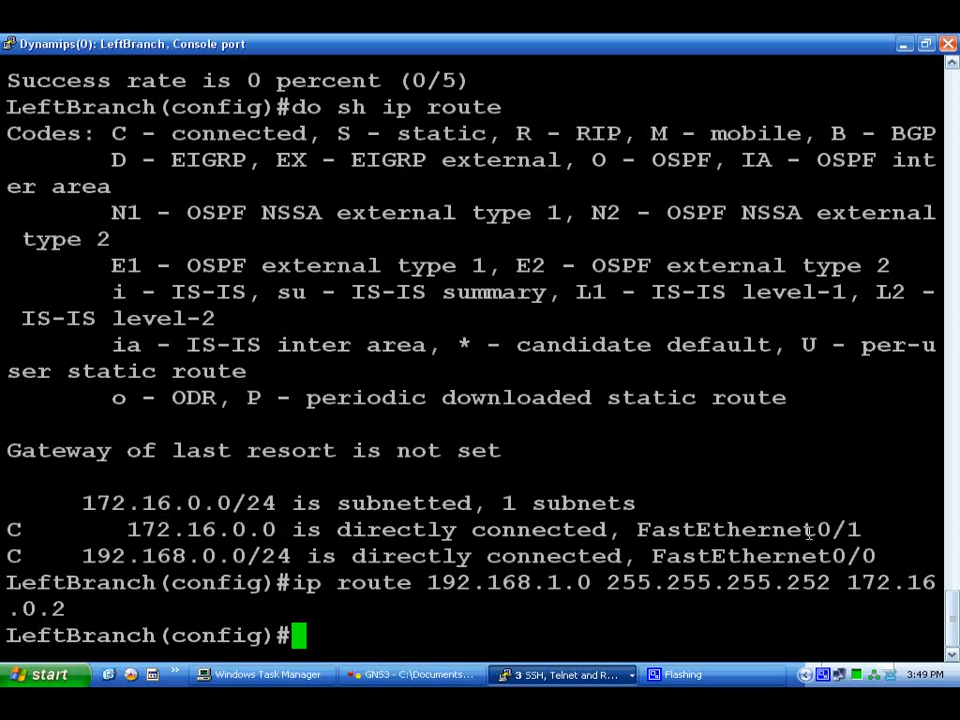 Dynamips(0): LeftBranch, Console port
Success rate is 0 percent (0/5)
LeftBranch(config)#do sh ip route
Codes: C - connected, S - static, R - RIP, M - mobile, B - BGP
       D - EIGRP, EX - EIGRP external, O - OSPF, IA - OSPF int
er area
       N1 - OSPF NSSA external type 1, N2 - OSPF NSSA external
 type 2
       E1 - OSPF external type 1, E2 - OSPF external type 2
       i - IS-IS, su - IS-IS summary, L1 - IS-IS level-1, L2 -
 IS-IS level-2
       ia - IS-IS inter area, * - candidate default, U - per-u
ser static route
       o - ODR, P - periodic downloaded static route
Gateway of last resort is not set
     172.16.0.0/24 is subnetted, 1 subnets
C       172.16.0.0 is directly connected, FastEthernet0/1
C    192.168.0.0/24 is directly connected, FastEthernet0/0
LeftBranch(config)#ip route 192.168.1.0 255.255.255.252 172.16
.0.2
LeftBranch(config)#
start » Windows Task Manager GNS3 - C:\Documents... 3 SSH, Telnet and R... Flashing 3:49 PM